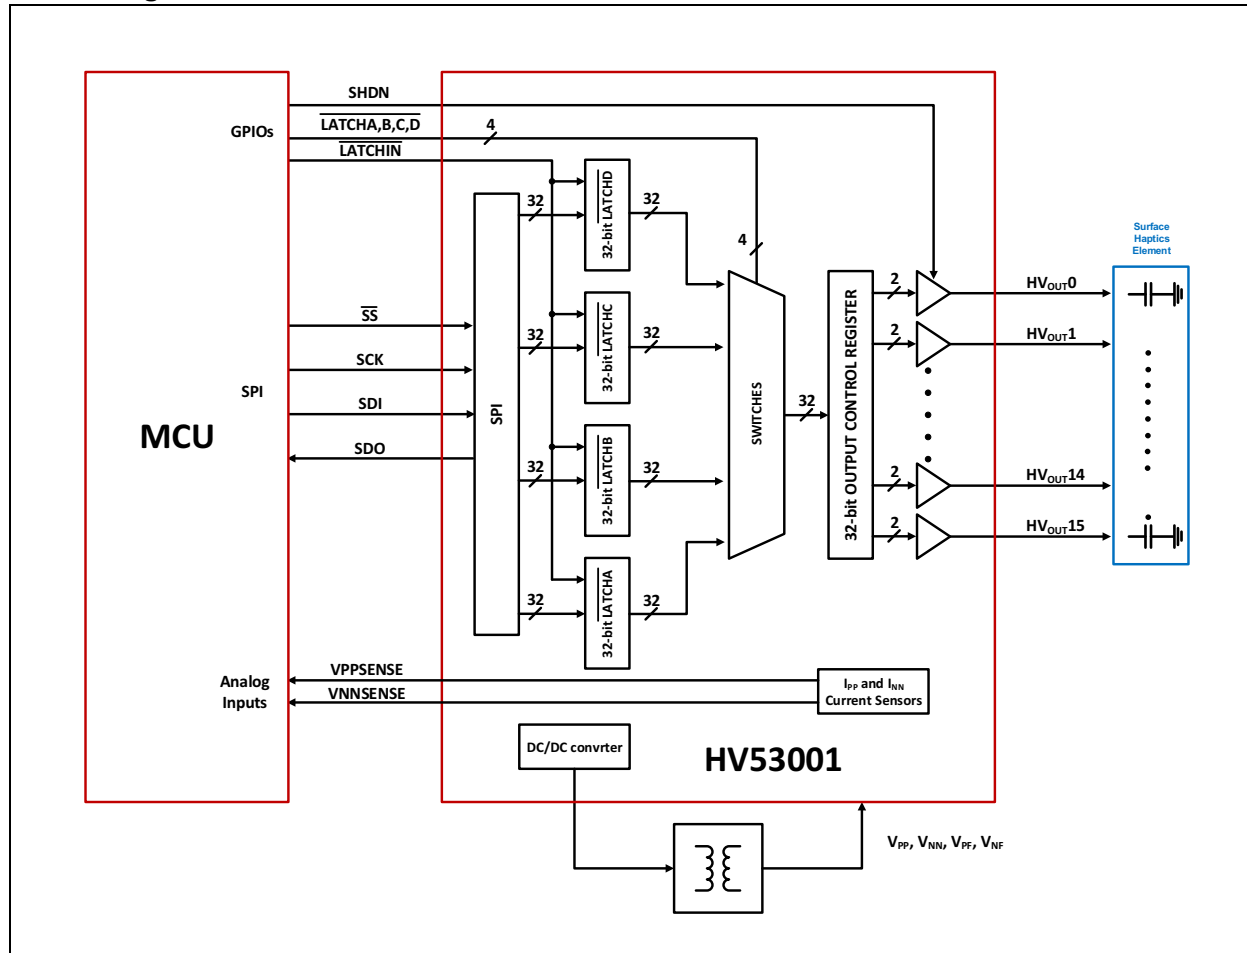 SHDN
GPIOs
LATCHA,B,C,D
4
LATCHIN
32
32-bit LATCHD
32
4
Surface
Haptics
Element
2
HVOUT0
SS
32
32-bit LATCHC
32
2
HVOUT1
SCK
SPI
SDI
MCU
SDO
SPI
SWITCHES
32
32-bit OUTPUT CONTROL REGISTER
32
32-bit LATCHB
32
2
HVOUT14
2
HVOUT15
32
32-bit LATCHA
32
Analog
Inputs
VPPSENSE
VNNSENSE
IPP and INN
Current Sensors
DC/DC convrter
HV53001
VPP, VNN, VPF, VNF